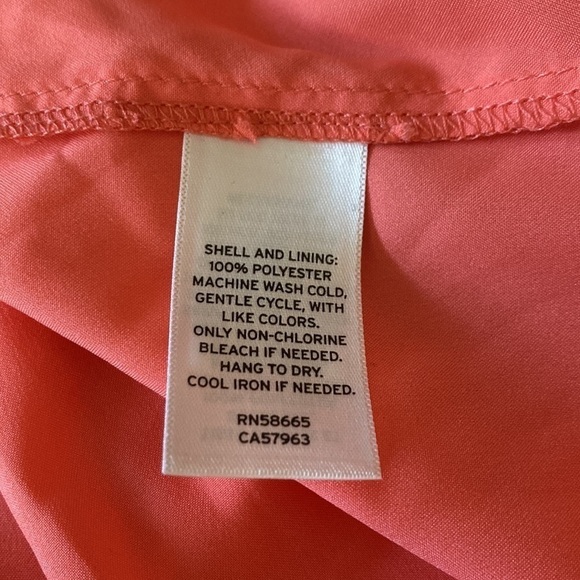 SHELL AND LINING:
100% POLYESTER
MACHINE WASH COLD,
GENTLE CYCLE, WITH
LIKE COLORS.
ONLY NON-CHLORINE
BLEACH IF NEEDED.
HANG TO DRY.
COOL IRON IF NEEDED.
RN58665
CA57963